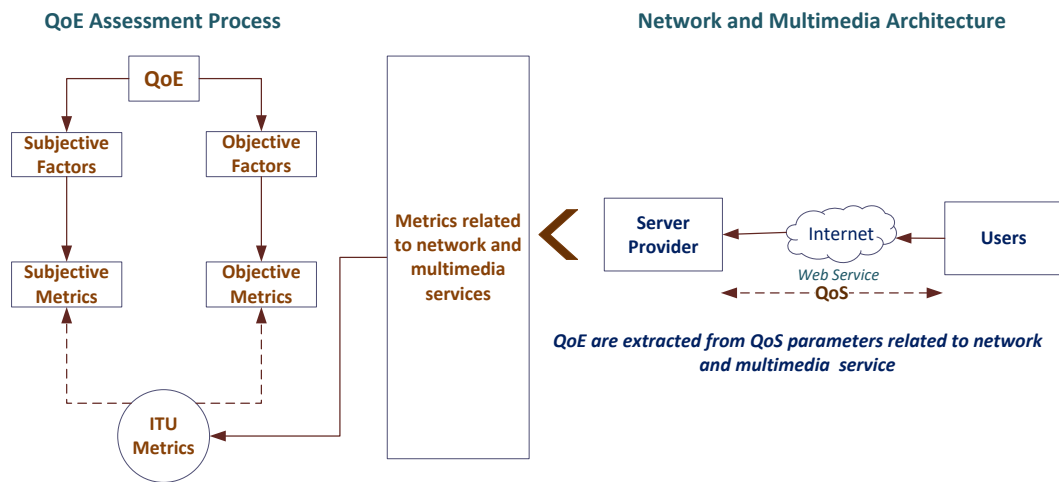 QoE Assessment Process
Network and Multimedia Architecture
QoE
Subjective
Factors
Objective
Factors
Subjective
Metrics
Objective
Metrics
ITU
Metrics
Metrics related
to network and
multimedia
services
Server
Provider
Internet
Users
Web Service
QoS
QoE are extracted from QoS parameters related to network
and multimedia service